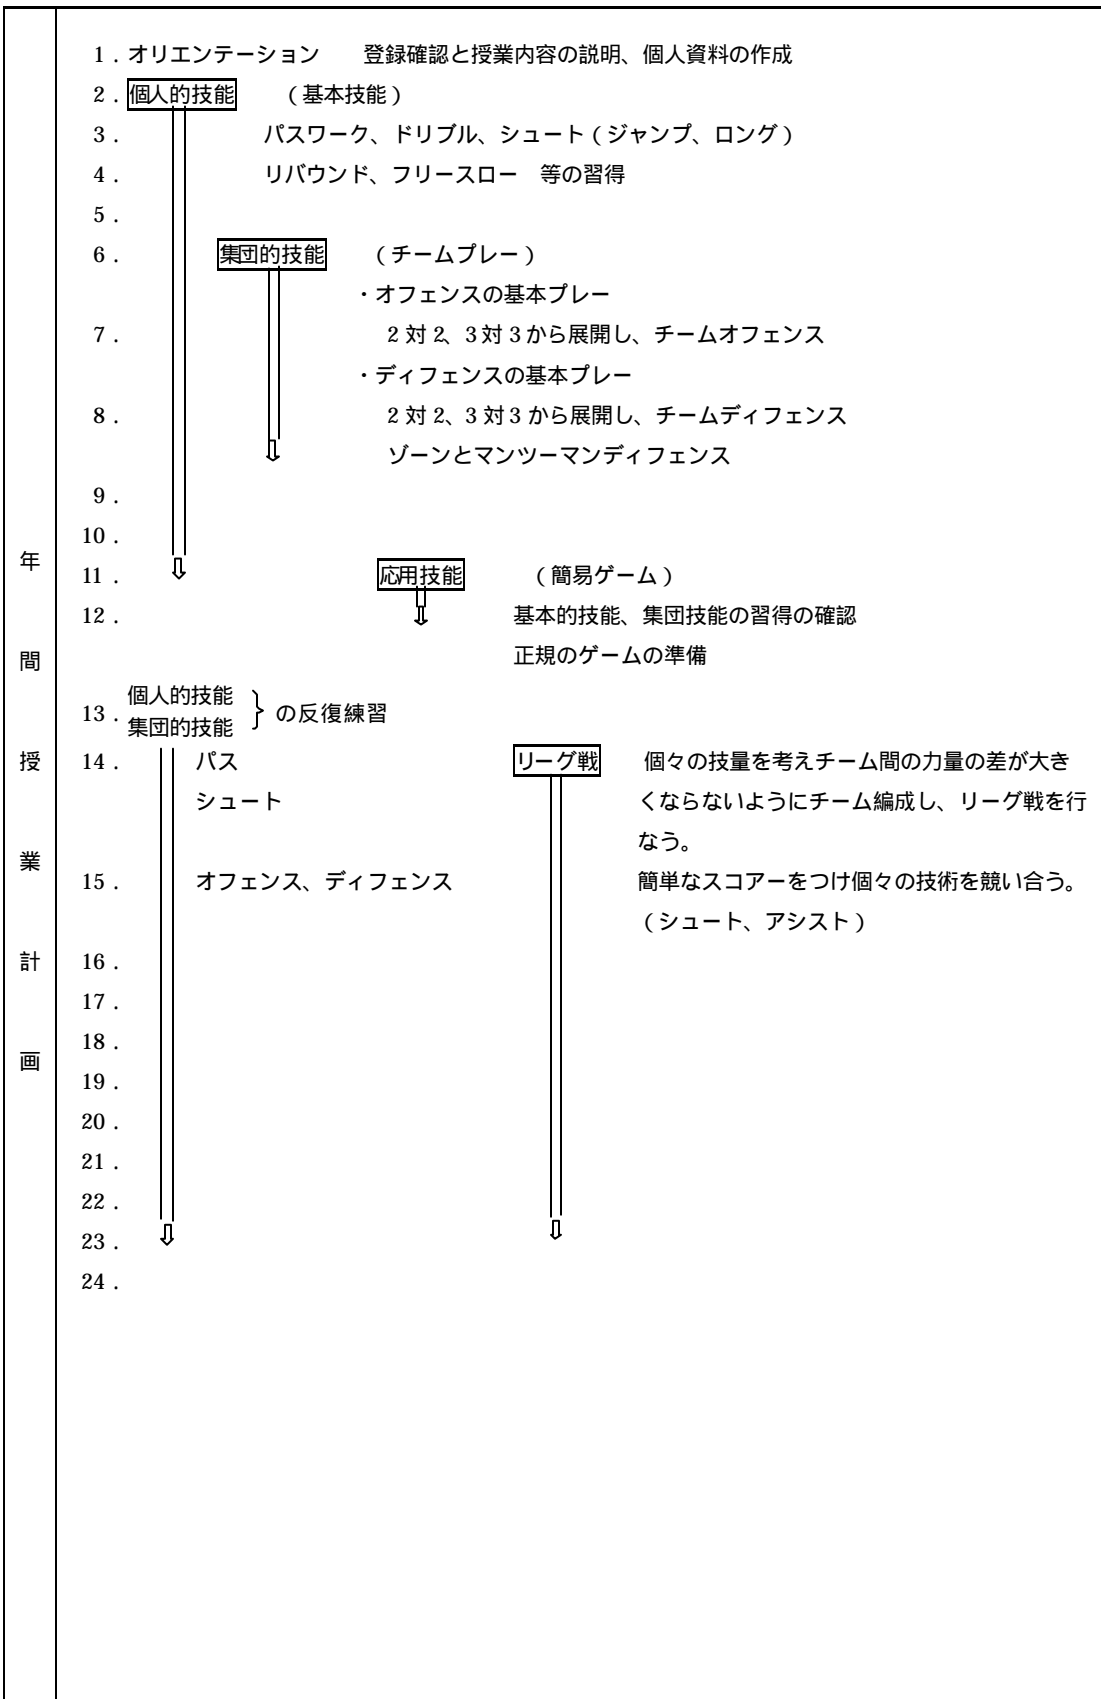 年間授業計画
1．オリエンテーション　　登録確認と授業内容の説明、個人資料の作成
2．個人的技能　　（基本技能）
3．　パスワーク、ドリブル、シュート（ジャンプ、ロング）
4．　リバウンド、フリースロー　等の習得
5．
6．　集団的技能　　（チームプレー）
・オフェンスの基本プレー
7．　2対2、3対3から展開し、チームオフェンス
・ディフェンスの基本プレー
8．　2対2、3対3から展開し、チームディフェンス
ゾーンとマンツーマンディフェンス
9．
10．
11．　応用技能　　（簡易ゲーム）
12．　基本的技能、集団技能の習得の確認
正規のゲームの準備
個人的技能
13．集団的技能 } の反復練習
14．　パス　　リーグ戦　　個々の技量を考えチーム間の力量の差が大き
シュート　　くならないようにチーム編成し、リーグ戦を行
なう。
15．　オフェンス、ディフェンス　　簡単なスコアーをつけ個々の技術を競い合う。
（シュート、アシスト）
16．
17．
18．
19．
20．
21．
22．
23．
24．